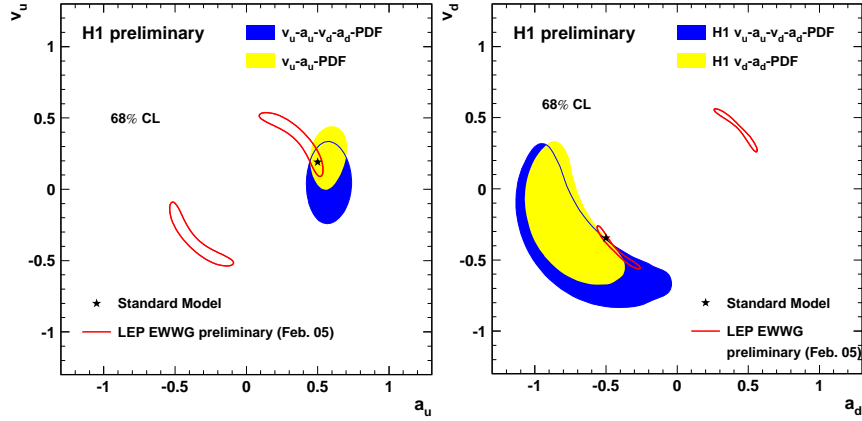 v_u
H1 preliminary
v_u-a_u-v_d-a_d-PDF
v_u-a_u-PDF
1
68% CL
0.5
0
-0.5
Standard Model
-1
LEP EWWG preliminary (Feb. 05)
-1 -0.5 0 0.5 1
a_u
v_d
H1 preliminary
H1 v_u-a_u-v_d-a_d-PDF
H1 v_d-a_d-PDF
1
68% CL
0.5
0
-0.5
Standard Model
-1
LEP EWWG
preliminary (Feb. 05)
-1 -0.5 0 0.5 1
a_d